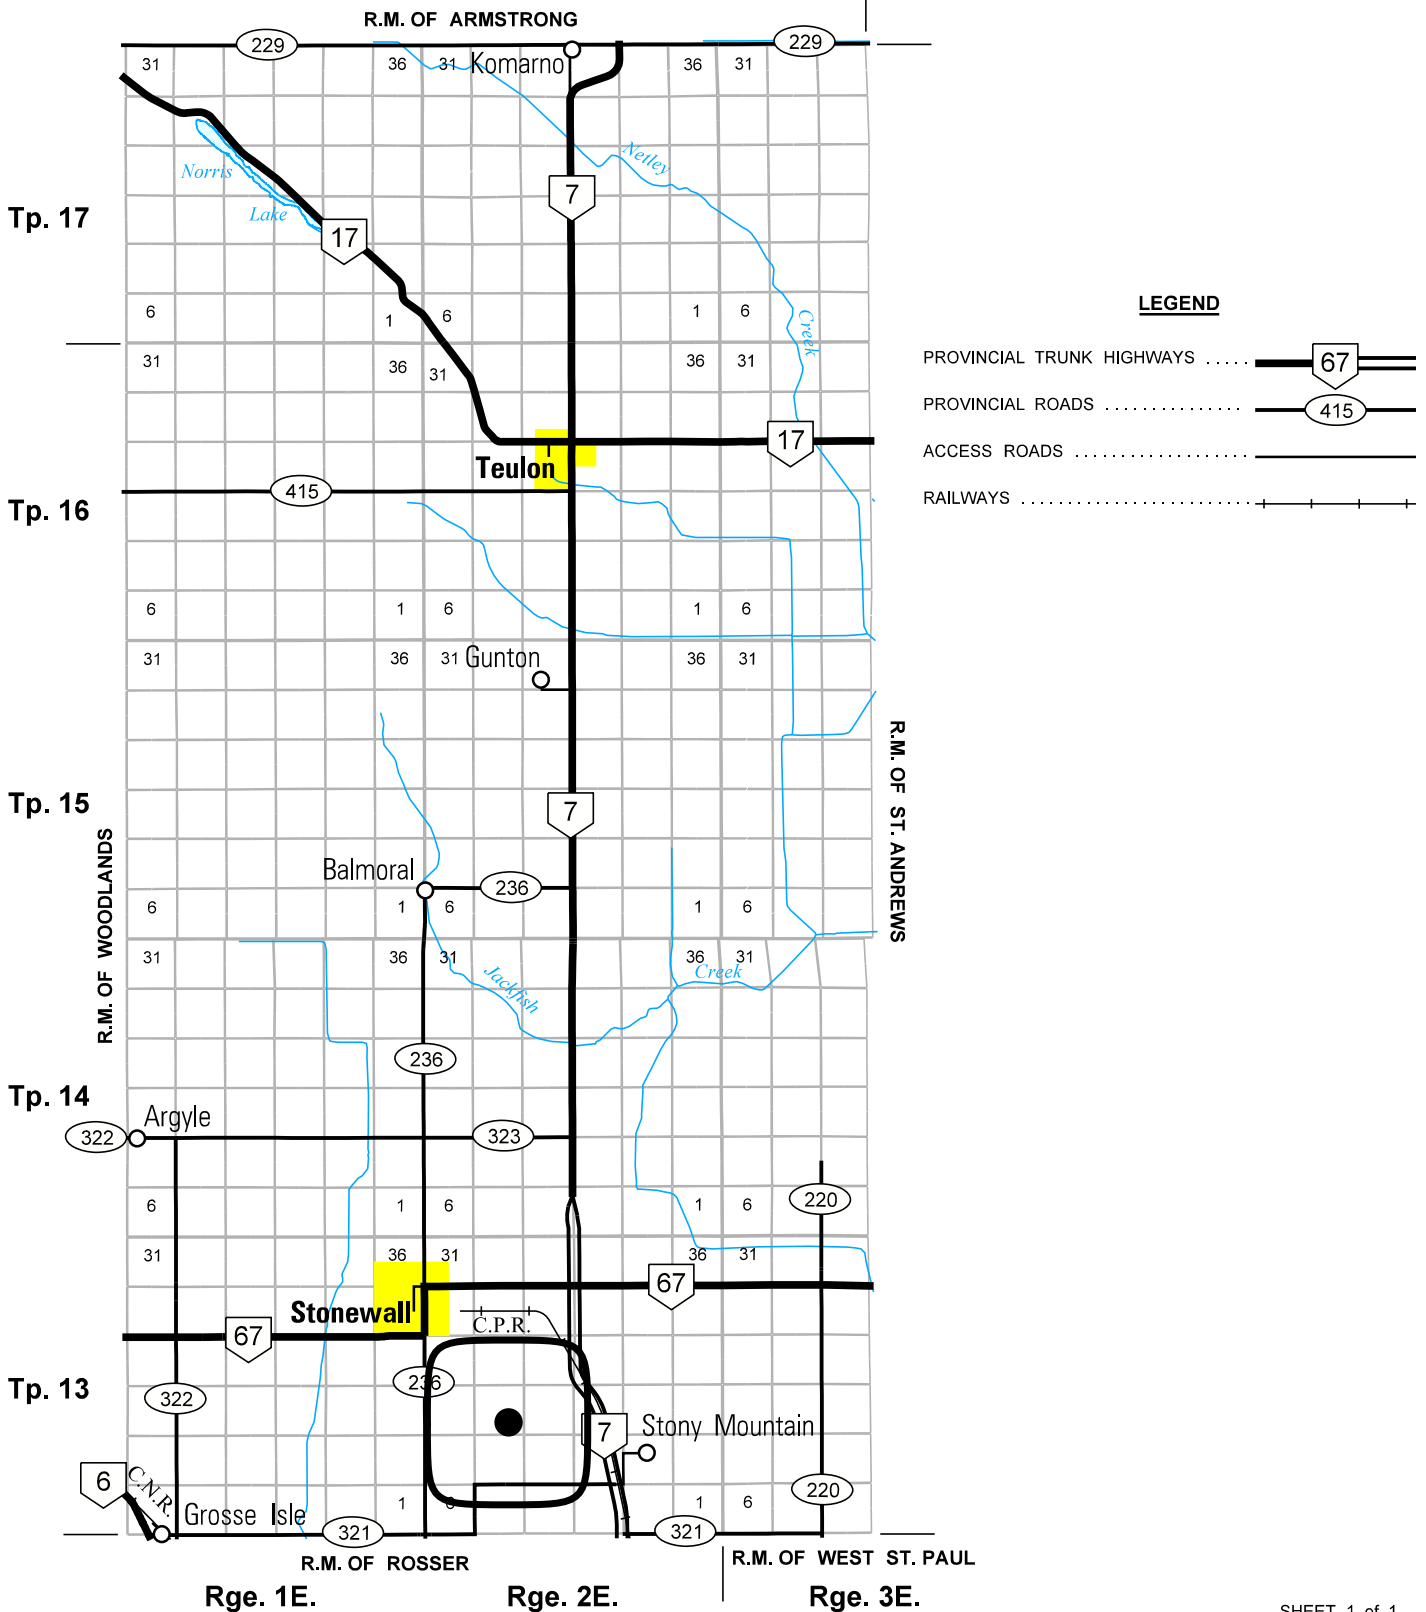 R.M. OF ARMSTRONG
229 229
31 36 31 Komarno 36 31
Netley
Norris
7
Tp. 17 Lake
17
6 1 6 1 6
Creek
LEGEND
31 36 31 36 31
PROVINCIAL TRUNK HIGHWAYS ..... 67
PROVINCIAL ROADS ............... 415
17
ACCESS ROADS ..................
Teulon
415
RAILWAYS .......................
Tp. 16
6 1 6 1 6
31 36 31 Gunton 36 31
R.M. OF ST. ANDREWS
Tp. 15 7
R.M. OF WOODLANDS
Balmoral 236
6 1 6 1 6
31 36 31 36 31
Jackfish Creek
236
Tp. 14
Argyle
322 323
6 1 6 1 6 220
31 36 31 36 31
67
Stonewall
C.P.R.
67
Tp. 13 236
322
7 Stony Mountain
6 C.N.R.
220
Grosse Isle 1 6 1 6
321 321
R.M. OF ROSSER R.M. OF WEST ST. PAUL
Rge. 1E. Rge. 2E. Rge. 3E.
SHEET 1 of 1